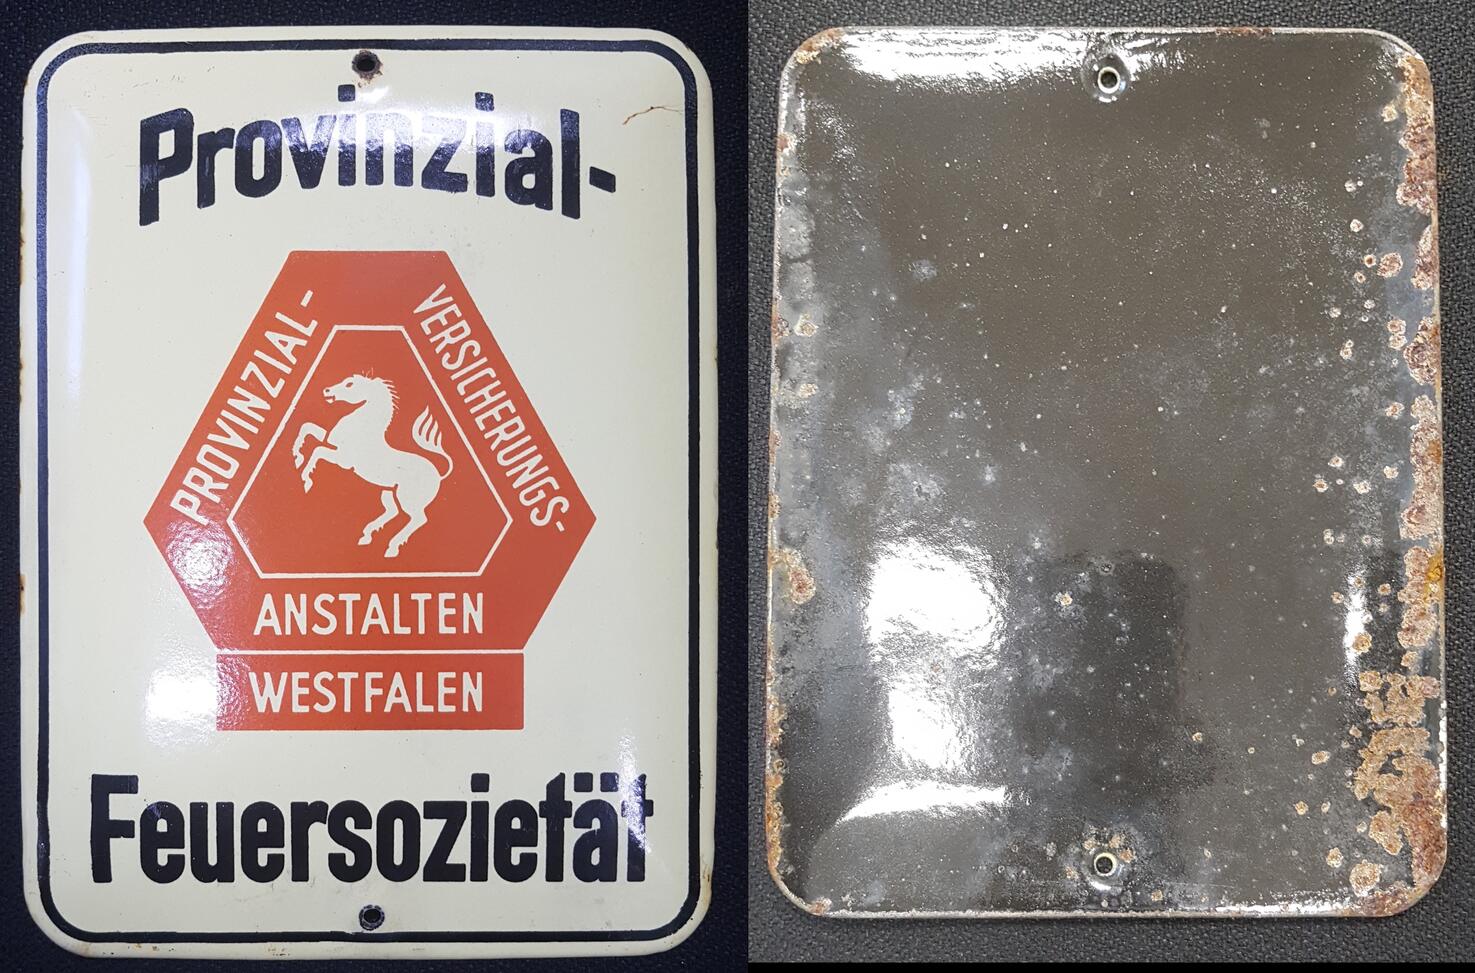 Provinzial-
PROVINZIAL-
VERSICHERUNGS-
ANSTALTEN
WESTFALEN
Feuersozietät